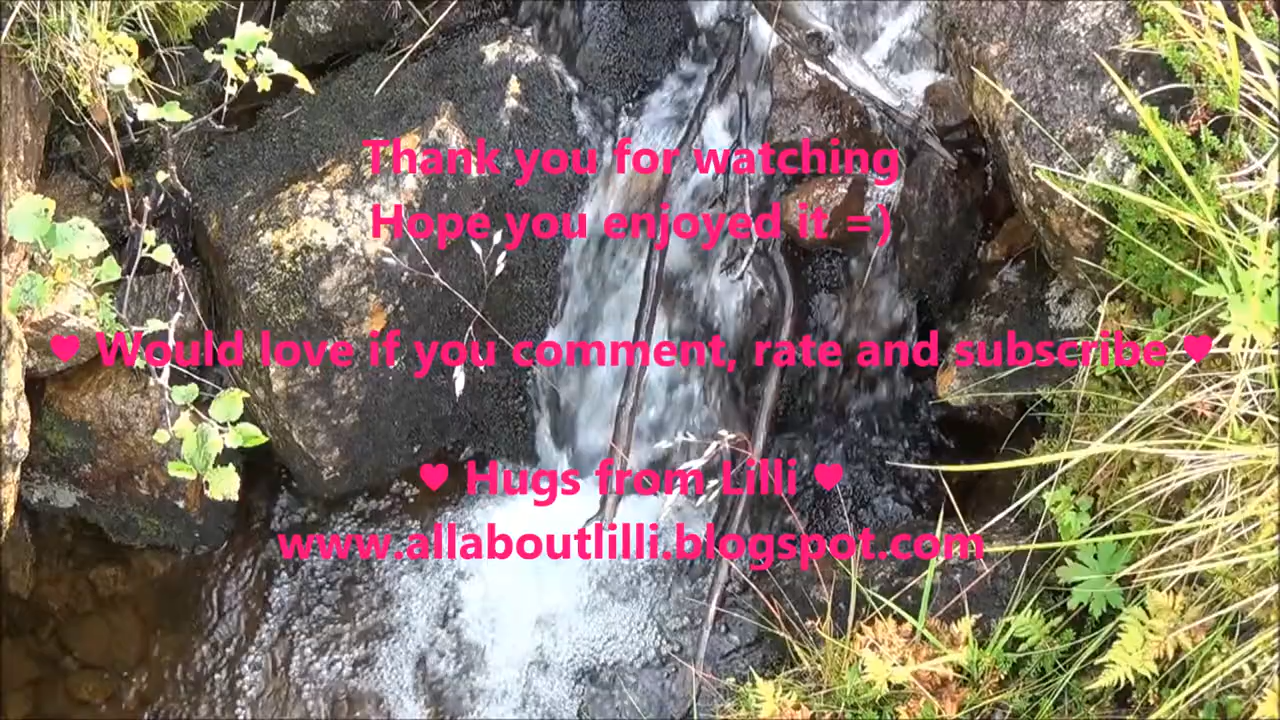 Thank you for watching
Hope you enjoyed it =)
♥ Would love if you comment, rate and subscribe ♥
♥ Hugs from Lilli ♥
www.allaboutlilli.blogspot.com